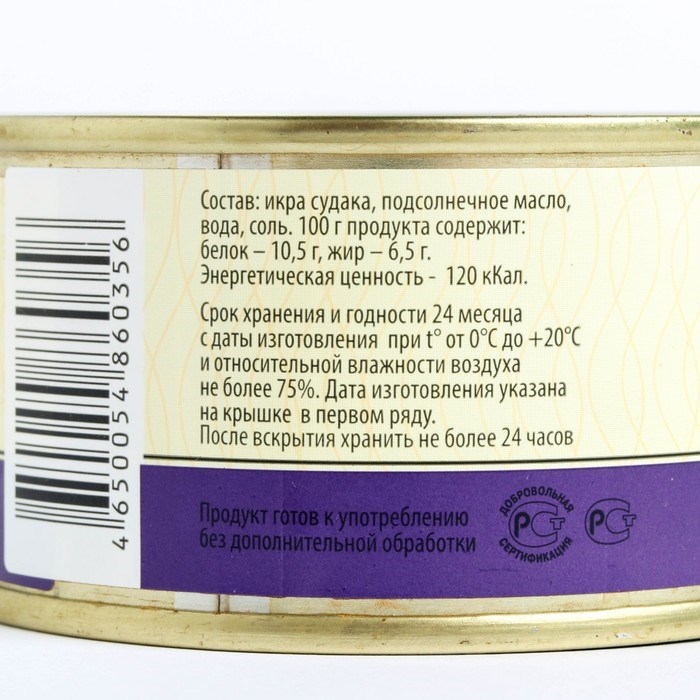 Состав: икра судака, подсолнечное масло,
вода, соль. 100 г продукта содержит:
белок – 10,5 г, жир – 6,5 г.
Энергетическая ценность - 120 кКал.
Срок хранения и годности 24 месяца
с даты изготовления при t° от 0°С до +20°С
и относительной влажности воздуха
не более 75%. Дата изготовления указана
на крышке в первом ряду.
После вскрытия хранить не более 24 часов
4650054860356
Продукт готов к употреблению
без дополнительной обработки
ДОБРОВОЛЬНАЯ
РСТ
СЕРТИФИКАЦИЯ
РСТ